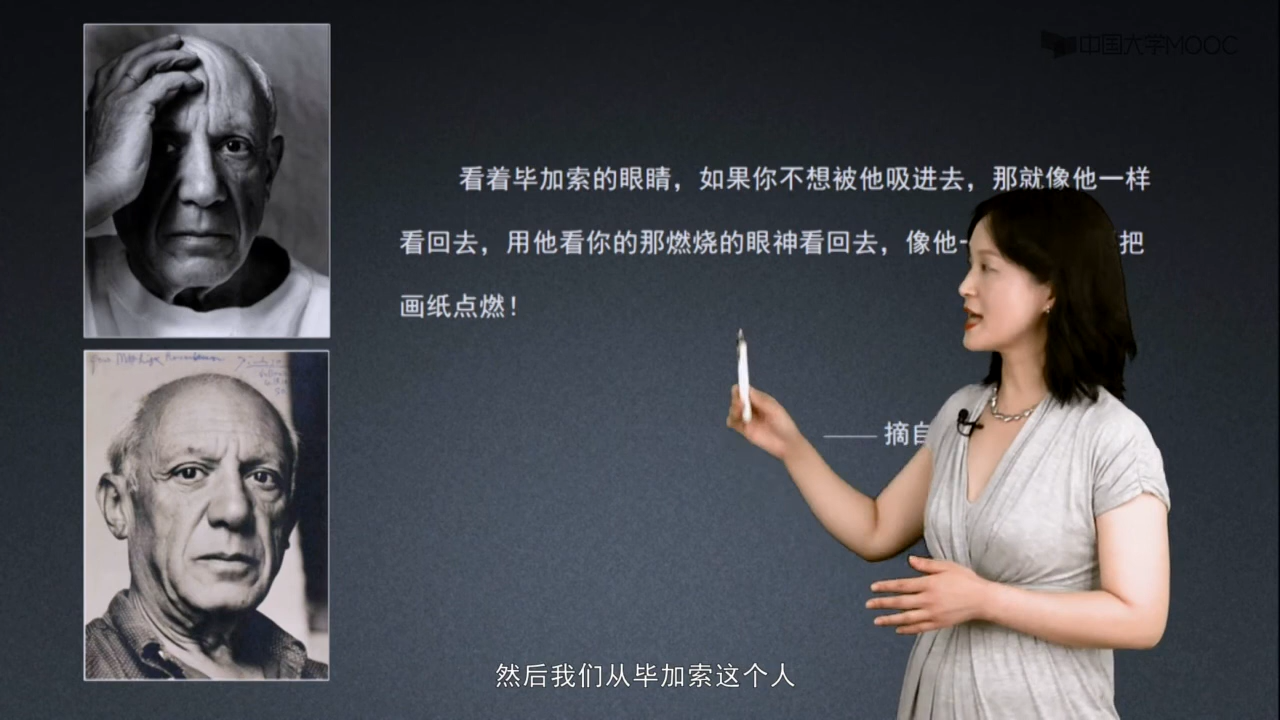 中国大学MOOC
看着毕加索的眼睛，如果你不想被他吸进去，那就像他一样
看回去，用他看你的那燃烧的眼神看回去，像他一 把
画纸点燃！
—— 摘自
然后我们从毕加索这个人